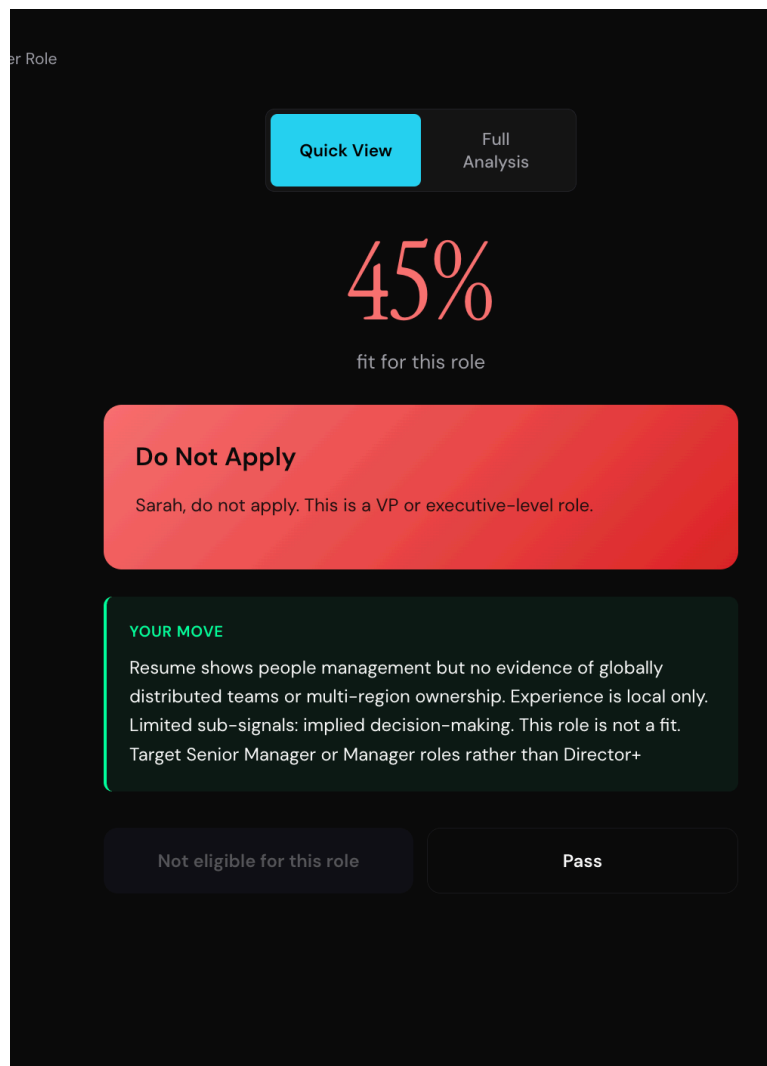 er Role
Quick View
Full
Analysis
45%
fit for this role
Do Not Apply
Sarah, do not apply. This is a VP or executive-level role.
YOUR MOVE
Resume shows people management but no evidence of globally
distributed teams or multi-region ownership. Experience is local only.
Limited sub-signals: implied decision-making. This role is not a fit.
Target Senior Manager or Manager roles rather than Director+
Not eligible for this role
Pass